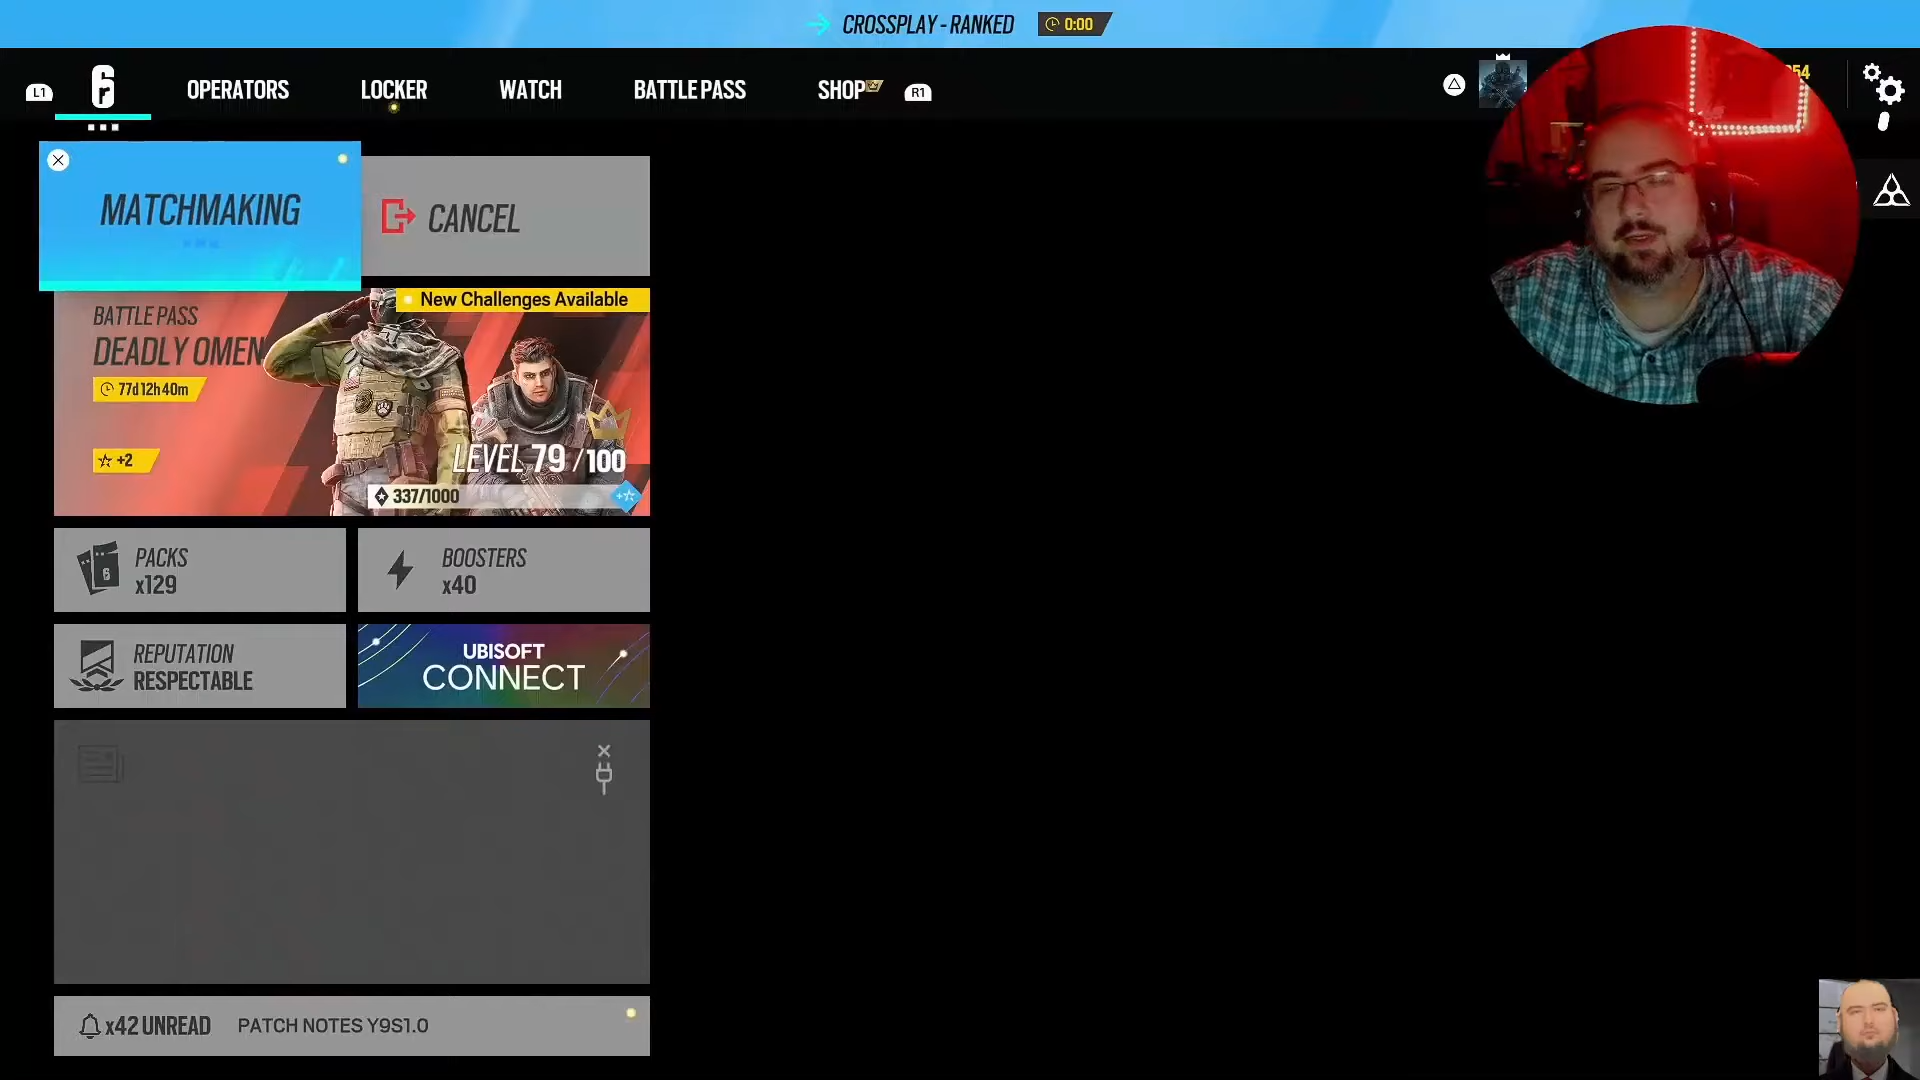 CROSSPLAY - RANKED
0:00
L1
OPERATORS
LOCKER
WATCH
BATTLE PASS
SHOP
R1
54
MATCHMAKING
CANCEL
New Challenges Available
BATTLE PASS
DEADLY OMEN
77d 12h 40m
+2
LEVEL 79 / 100
337/1000
PACKS
x129
BOOSTERS
x40
REPUTATION
RESPECTABLE
UBISOFT
CONNECT
x42 UNREAD
PATCH NOTES Y9S1.0